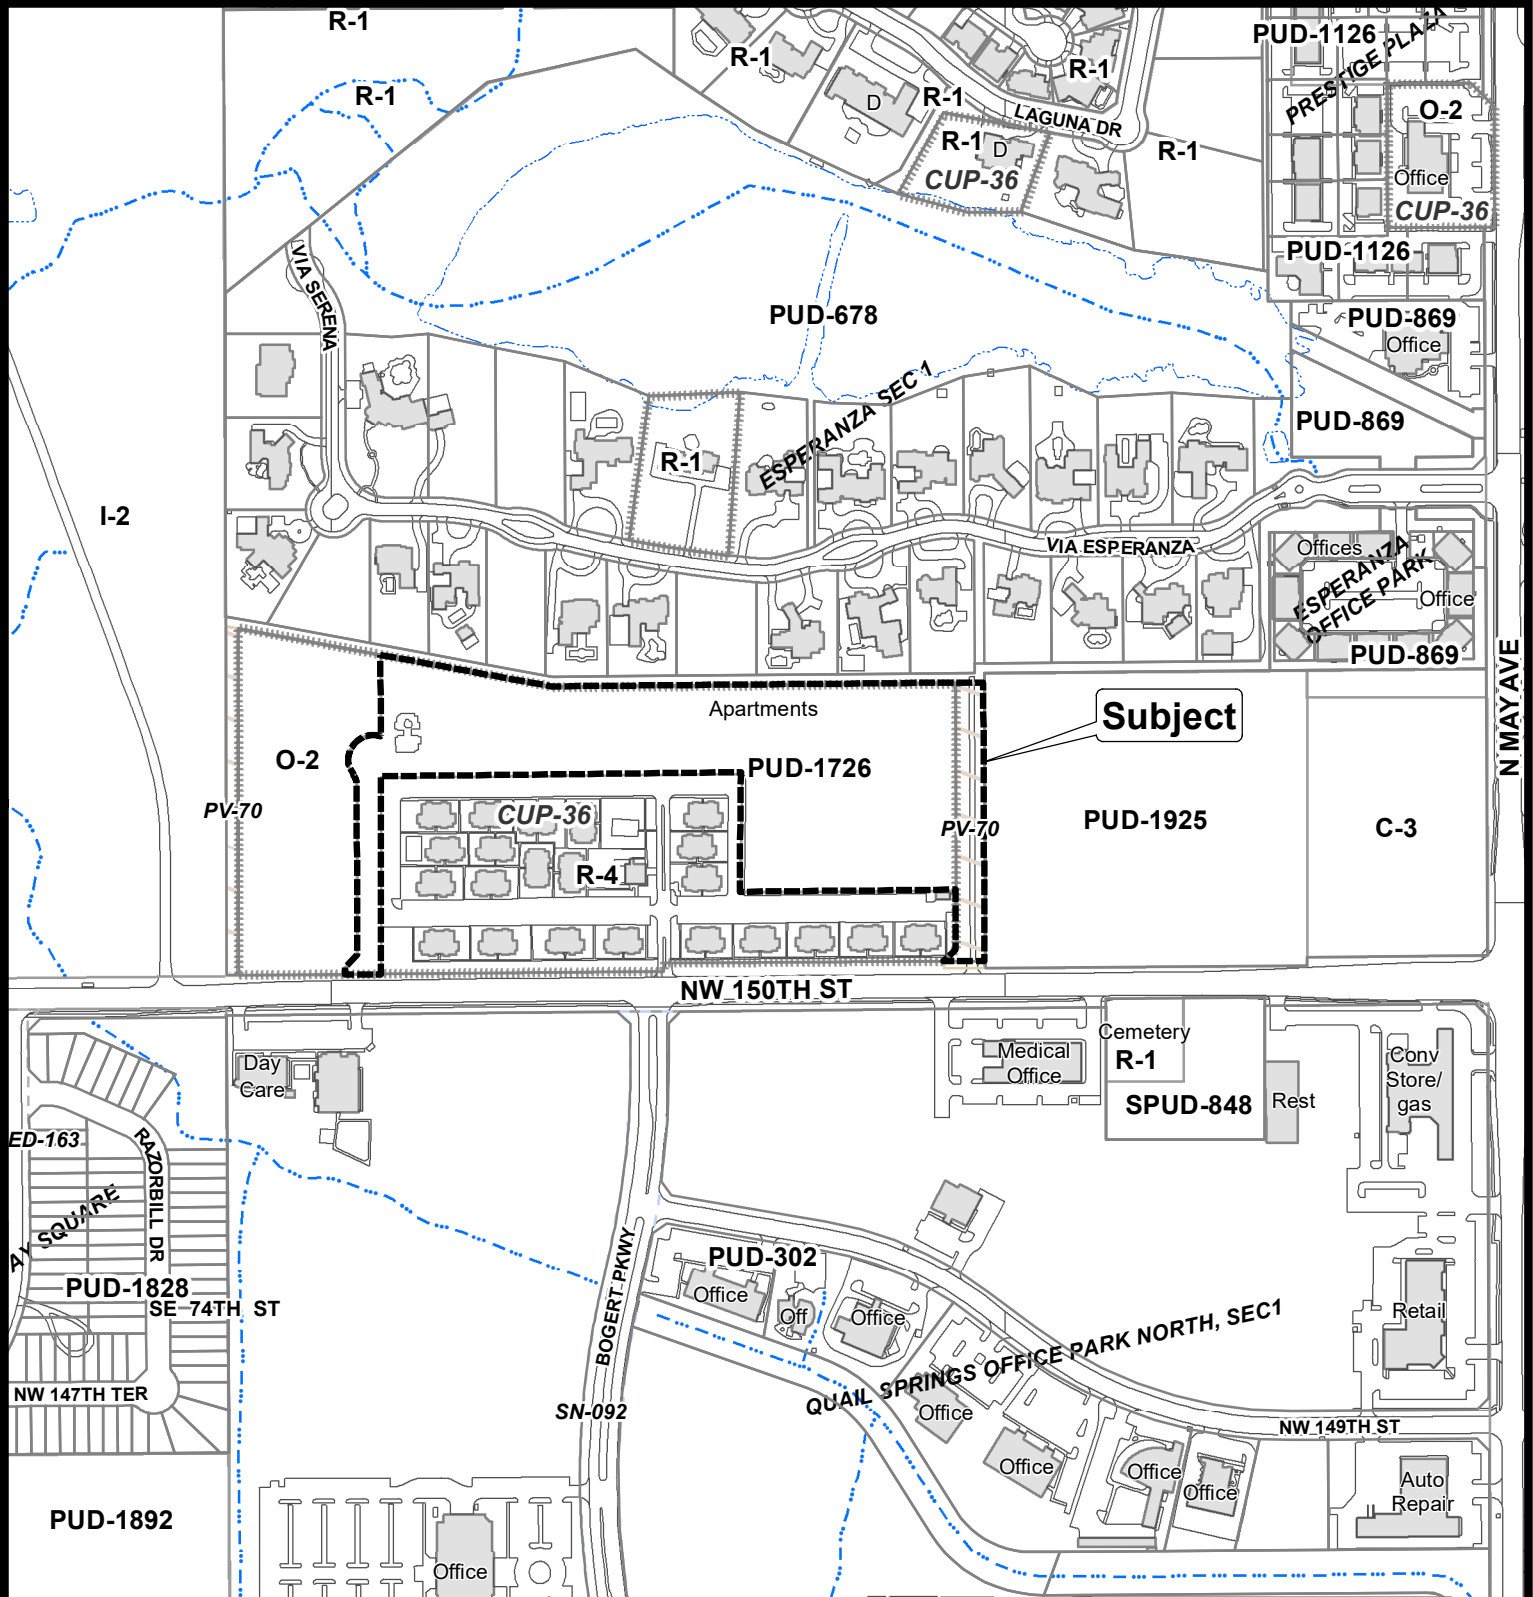 R-1
PUD-1126
PRESTIGE PLAZA
R-1
R-1
R-1
R-1
O-2
D
LAGUNA DR
R-1
D
R-1
CUP-36
Office
CUP-36
PUD-1126
VIA SERENA
PUD-678
PUD-869
Office
ESPERANZA SEC 1
PUD-869
R-1
I-2
VIA ESPERANZA
Offices
ESPERANZA
OFFICE PARK
Office
PUD-869
N MAY AVE
Apartments
Subject
O-2
PUD-1726
PV-70
CUP-36
PV-70
PUD-1925
C-3
R-4
NW 150TH ST
Cemetery
R-1
Day
Care
Medical
Office
Conv
Store/
gas
SPUD-848
Rest
ED-163
RAZORBILL DR
AY SQUARE
PUD-1828
SE 74TH ST
BOGERT PKWY
PUD-302
Office
Off
Office
Retail
QUAIL SPRINGS OFFICE PARK NORTH, SEC1
NW 147TH TER
SN-092
Office
NW 149TH ST
Office
Office
Office
Auto
Repair
PUD-1892
Office